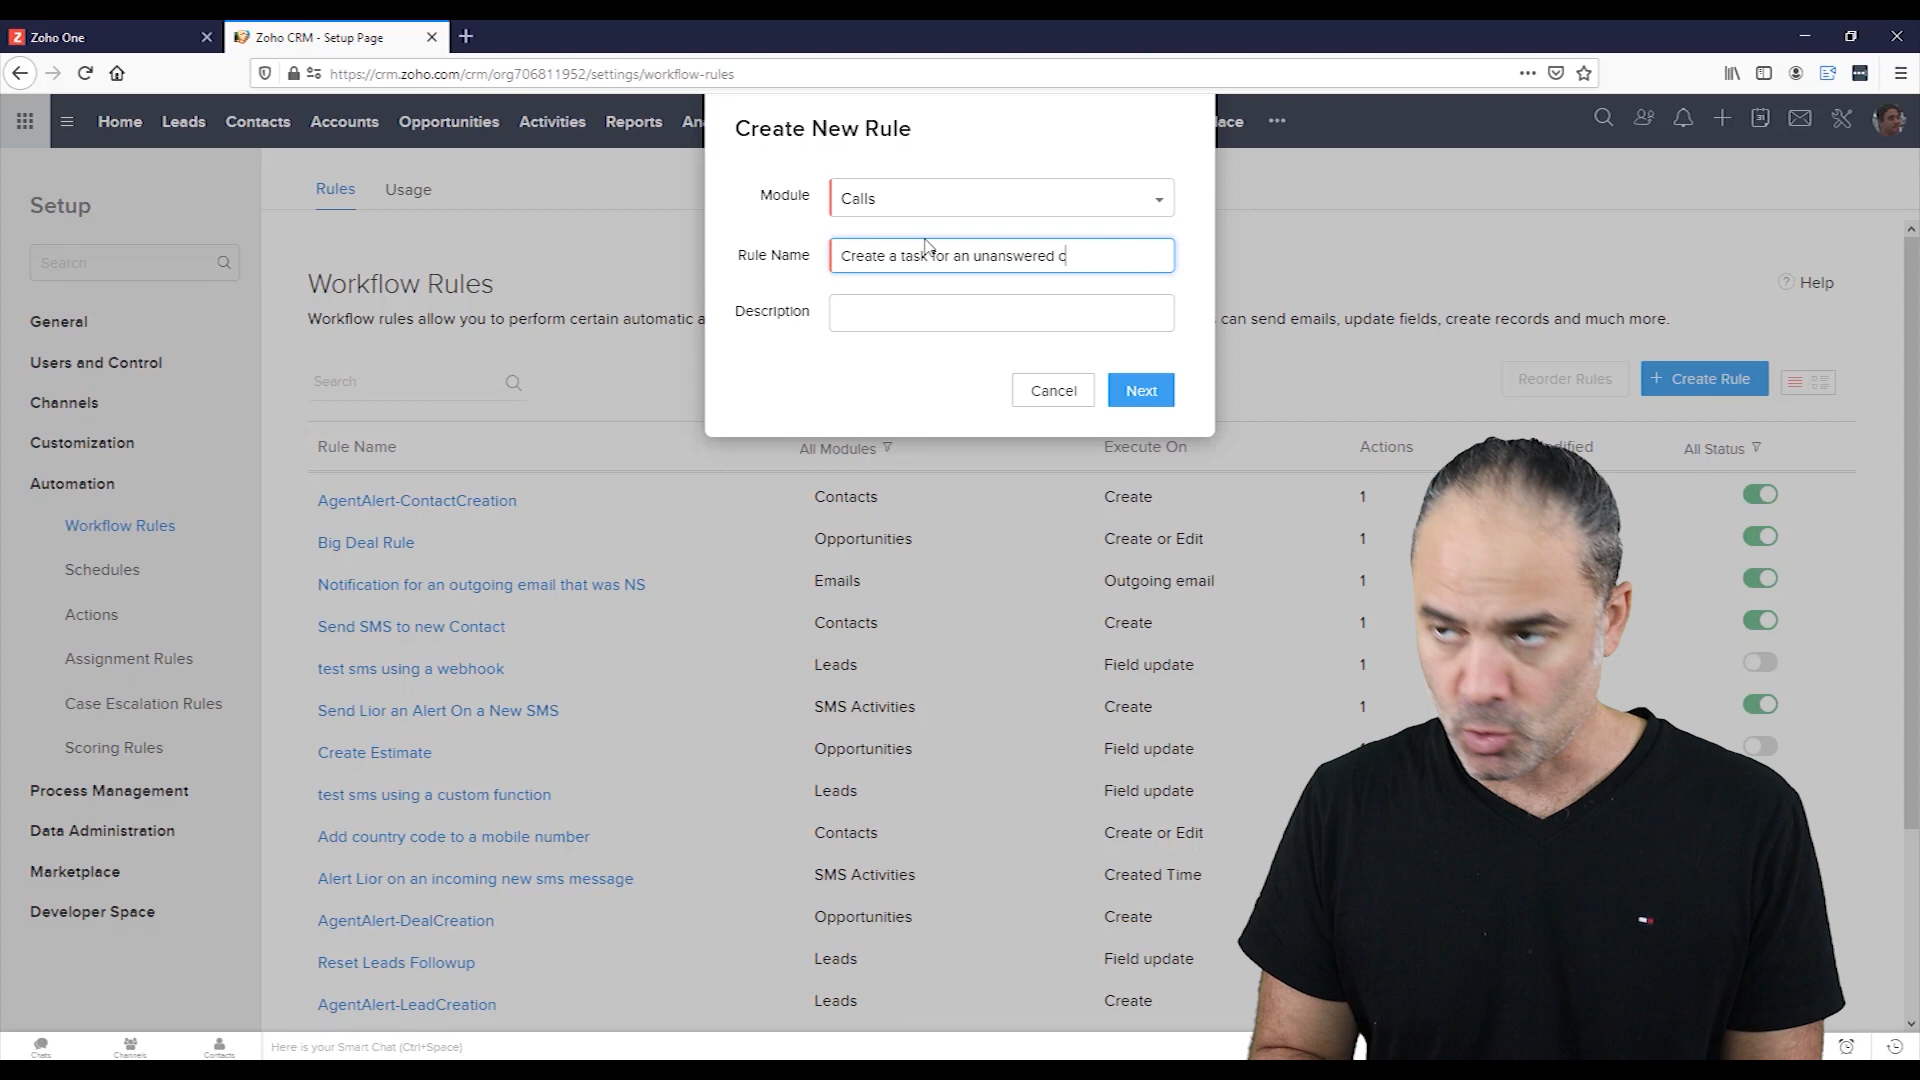 Zoho One
Zoho CRM - Setup Page
https://crm.zoho.com/crm/org706811952/settings/workflow-rules
Home Leads Contacts Accounts Opportunities Activities Reports An
lace
Create New Rule
Module Calls
Rule Name Create a task for an unanswered c
Description
Cancel Next
Setup
Search
General
Users and Control
Channels
Customization
Automation
Workflow Rules
Schedules
Actions
Assignment Rules
Case Escalation Rules
Scoring Rules
Process Management
Data Administration
Marketplace
Developer Space
Rules Usage
Workflow Rules
Help
Workflow rules allow you to perform certain automatic a
can send emails, update fields, create records and much more.
Search
Reorder Rules + Create Rule
Rule Name All Modules Execute On Actions dified All Status
AgentAlert-ContactCreation Contacts Create 1
Big Deal Rule Opportunities Create or Edit 1
Notification for an outgoing email that was NS Emails Outgoing email 1
Send SMS to new Contact Contacts Create 1
test sms using a webhook Leads Field update 1
Send Lior an Alert On a New SMS SMS Activities Create 1
Create Estimate Opportunities Field update
test sms using a custom function Leads Field update
Add country code to a mobile number Contacts Create or Edit
Alert Lior on an incoming new sms message SMS Activities Created Time
AgentAlert-DealCreation Opportunities Create
Reset Leads Followup Leads Field update
AgentAlert-LeadCreation Leads Create
Chats Channels Contacts
Here is your Smart Chat (Ctrl+Space)